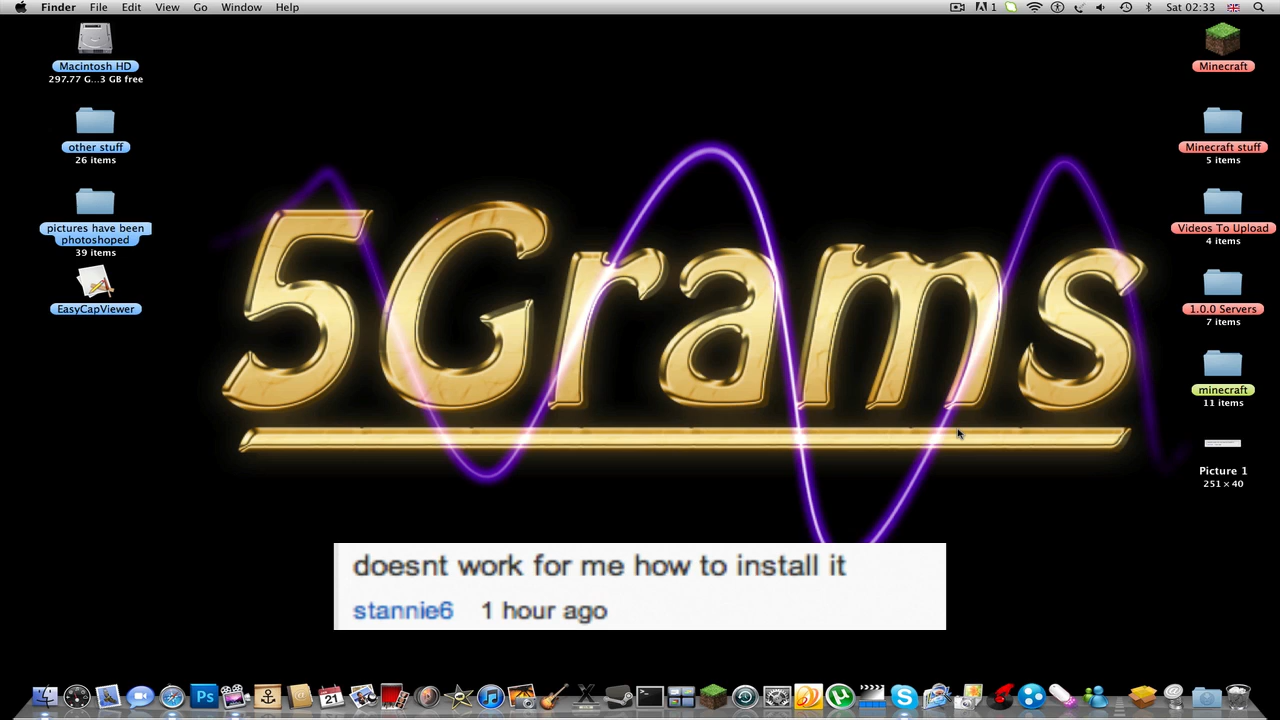 Finder File Edit View Go Window Help
1 Sat 02:33
Macintosh HD
297.77 G...3 GB free
other stuff
26 items
pictures have been
photoshoped
39 items
EasyCapViewer
Minecraft
Minecraft stuff
5 items
Videos To Upload
4 items
1.0.0 Servers
7 items
minecraft
11 items
Picture 1
251 × 40
5Grams
doesnt work for me how to install it
stannie6 1 hour ago
Ps
21